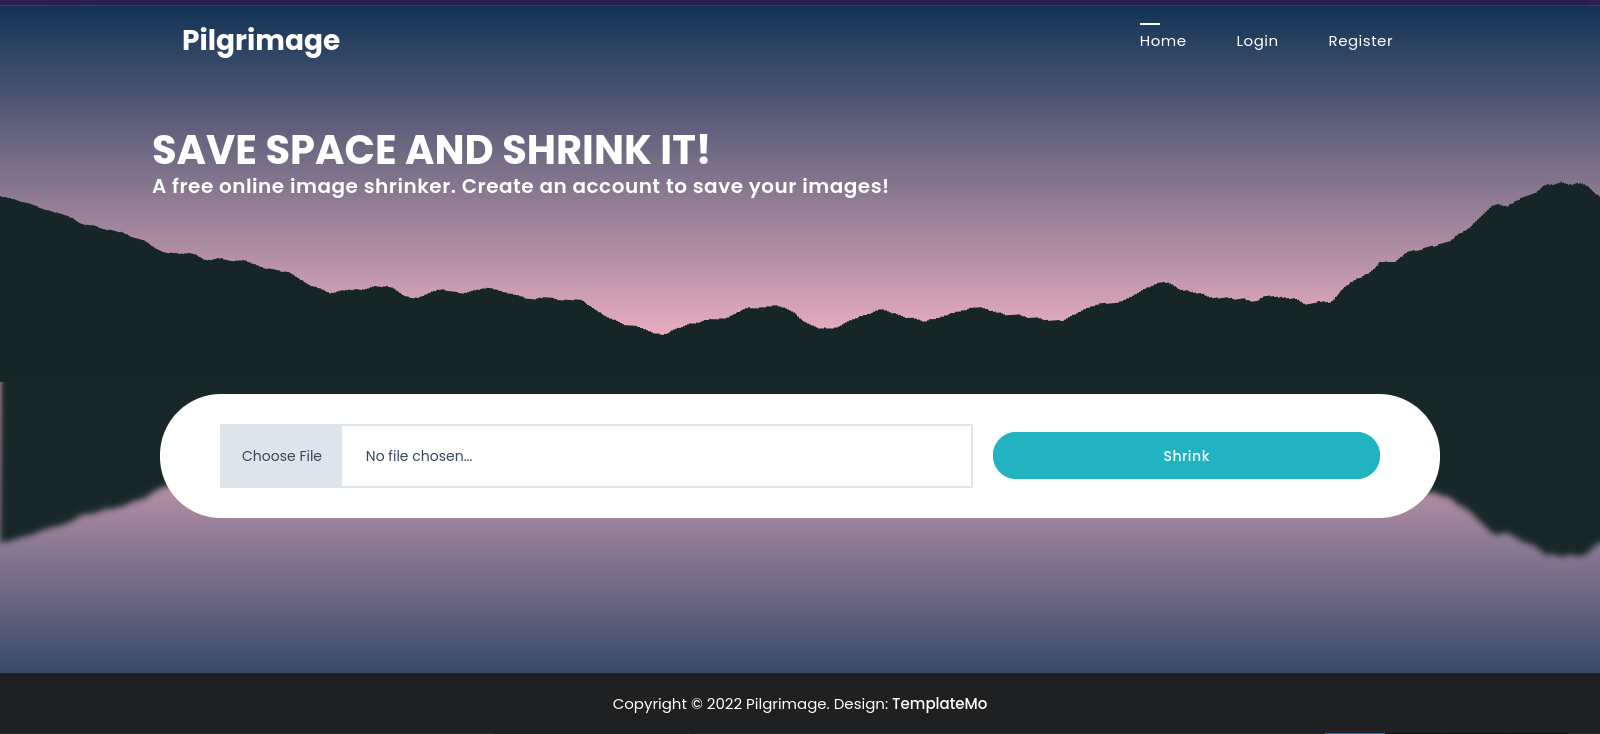 Pilgrimage
Home Login Register
SAVE SPACE AND SHRINK IT!
A free online image shrinker. Create an account to save your images!
Choose File No file chosen... Shrink
Copyright © 2022 Pilgrimage. Design: TemplateMo